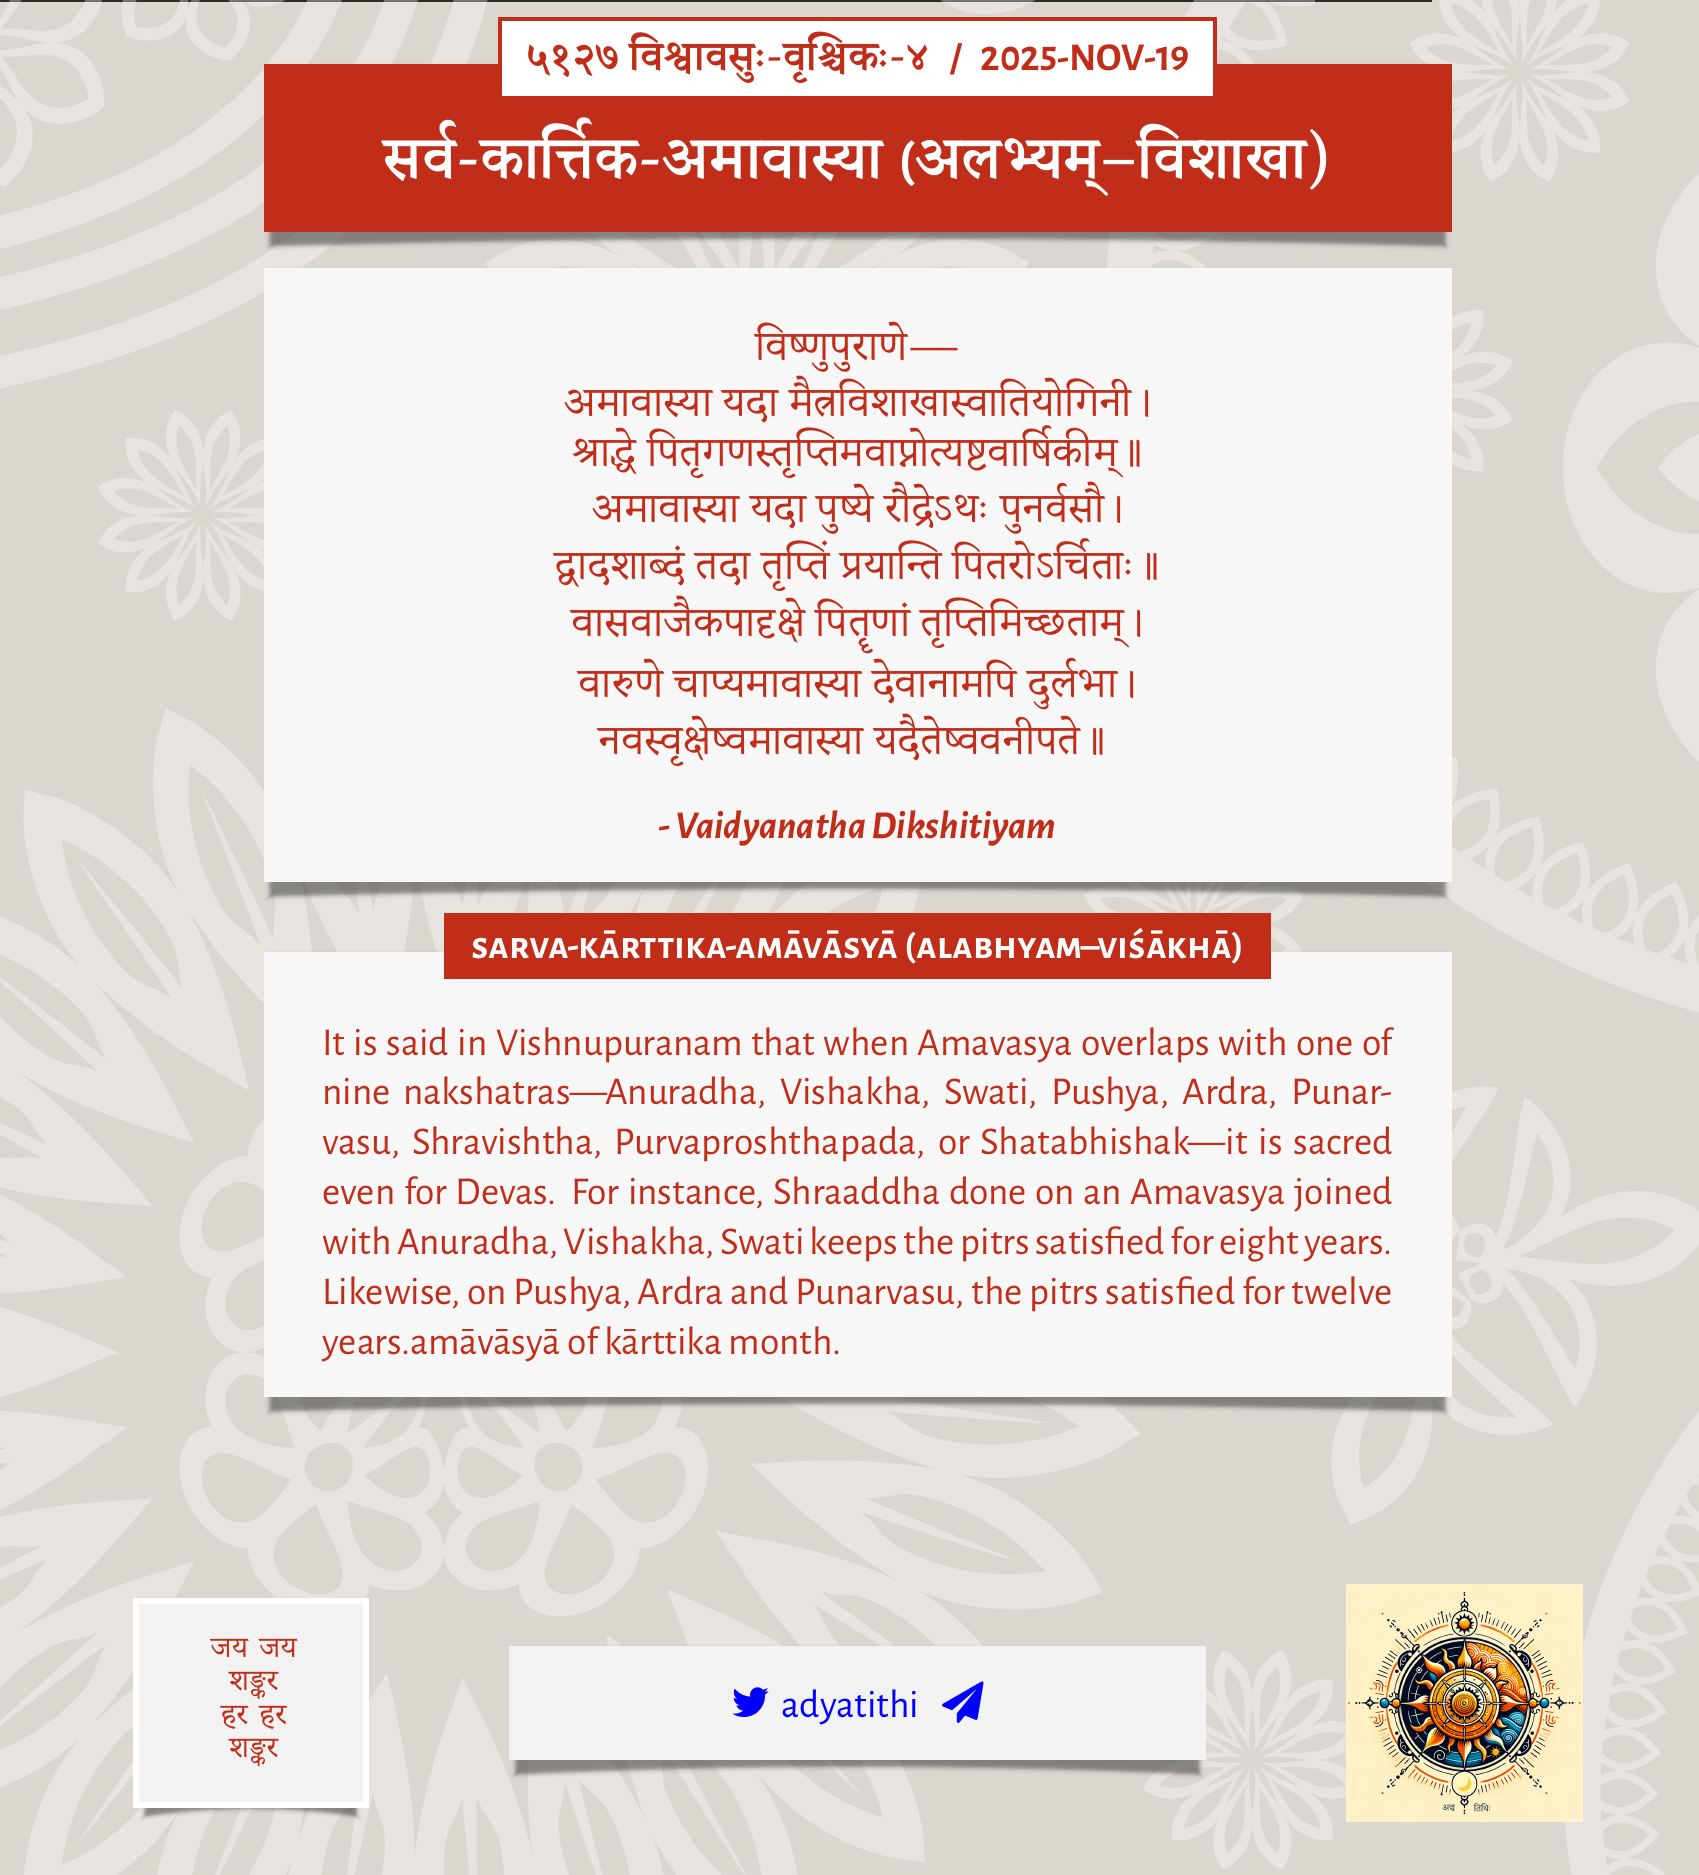 ५१२७ विश्वावसुः-वृश्चिकः-४ / 2025-NOV-19
सर्व-कार्त्तिक-अमावास्या (अलभ्यम्–विशाखा)
विष्णुपुराणे—
अमावास्या यदा मैत्रविशाखास्वातियोगिनी।
श्राद्धे पितृगणस्तृप्तिमवाप्नोत्यष्टवार्षिकीम्॥
अमावास्या यदा पुष्ये रौद्रेऽथः पुनर्वसौ।
द्वादशाब्दं तदा तृप्तिं प्रयान्ति पितरोऽर्चिताः॥
वासवाजैकपादृक्षे पितॄणां तृप्तिमिच्छताम्।
वारुणे चाप्यमावास्या देवानामपि दुर्लभा।
नवस्वृक्षेष्वमावास्या यदैतेष्ववनीपते॥
- Vaidyanatha Dikshitiyam
SARVA-KĀRTTIKA-AMĀVĀSYĀ (ALABHYAM–VIŚĀKHĀ)
It is said in Vishnupuranam that when Amavasya overlaps with one of
nine nakshatras—Anuradha, Vishakha, Swati, Pushya, Ardra, Punar-
vasu, Shravishtha, Purvaproshthapada, or Shatabhishak—it is sacred
even for Devas. For instance, Shraaddha done on an Amavasya joined
with Anuradha, Vishakha, Swati keeps the pitrs satisfied for eight years.
Likewise, on Pushya, Ardra and Punarvasu, the pitrs satisfied for twelve
years.amāvāsyā of kārttika month.
जय जय
शङ्कर
हर हर
शङ्कर
adyatithi
अद्य तिथिः